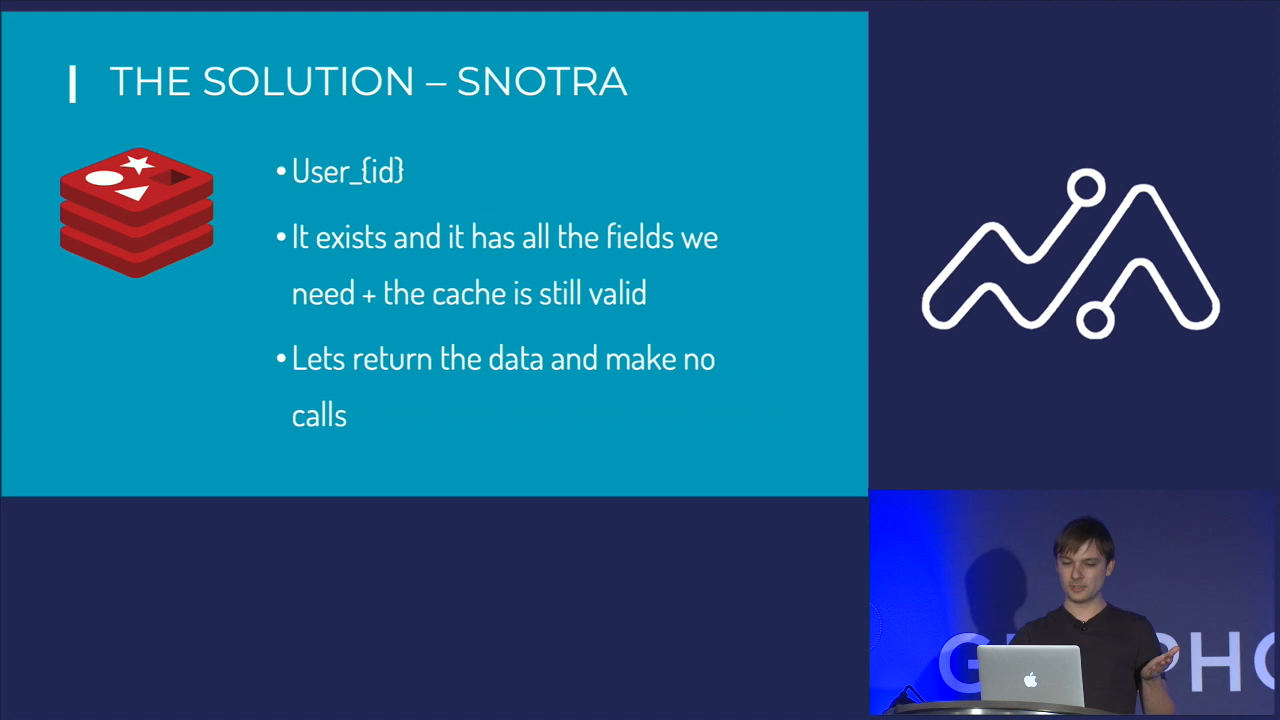 THE SOLUTION – SNOTRA
• User_{id}
• It exists and it has all the fields we
need + the cache is still valid
• Lets return the data and make no
calls